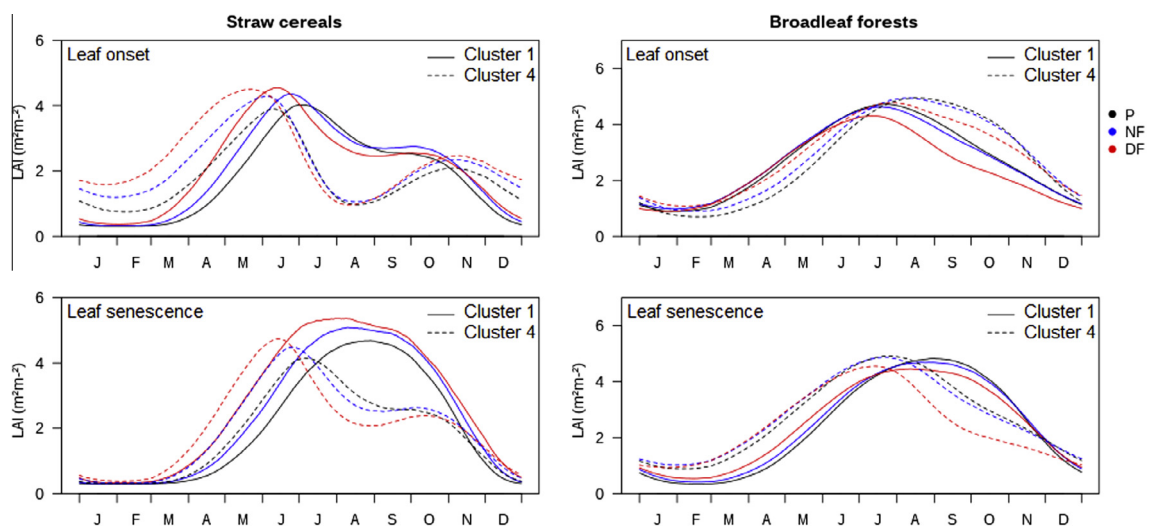 Straw cereals
Broadleaf forests
6
4
2
0
LAI (m²m-²)
Leaf onset
Cluster 1
Cluster 4
J F M A M J J A S O N D
6
4
2
0
LAI (m²m-²)
Leaf onset
Cluster 1
Cluster 4
J F M A M J J A S O N D
P
NF
DF
6
4
2
0
LAI (m²m-²)
Leaf senescence
Cluster 1
Cluster 4
J F M A M J J A S O N D
6
4
2
0
LAI (m²m-²)
Leaf senescence
Cluster 1
Cluster 4
J F M A M J J A S O N D